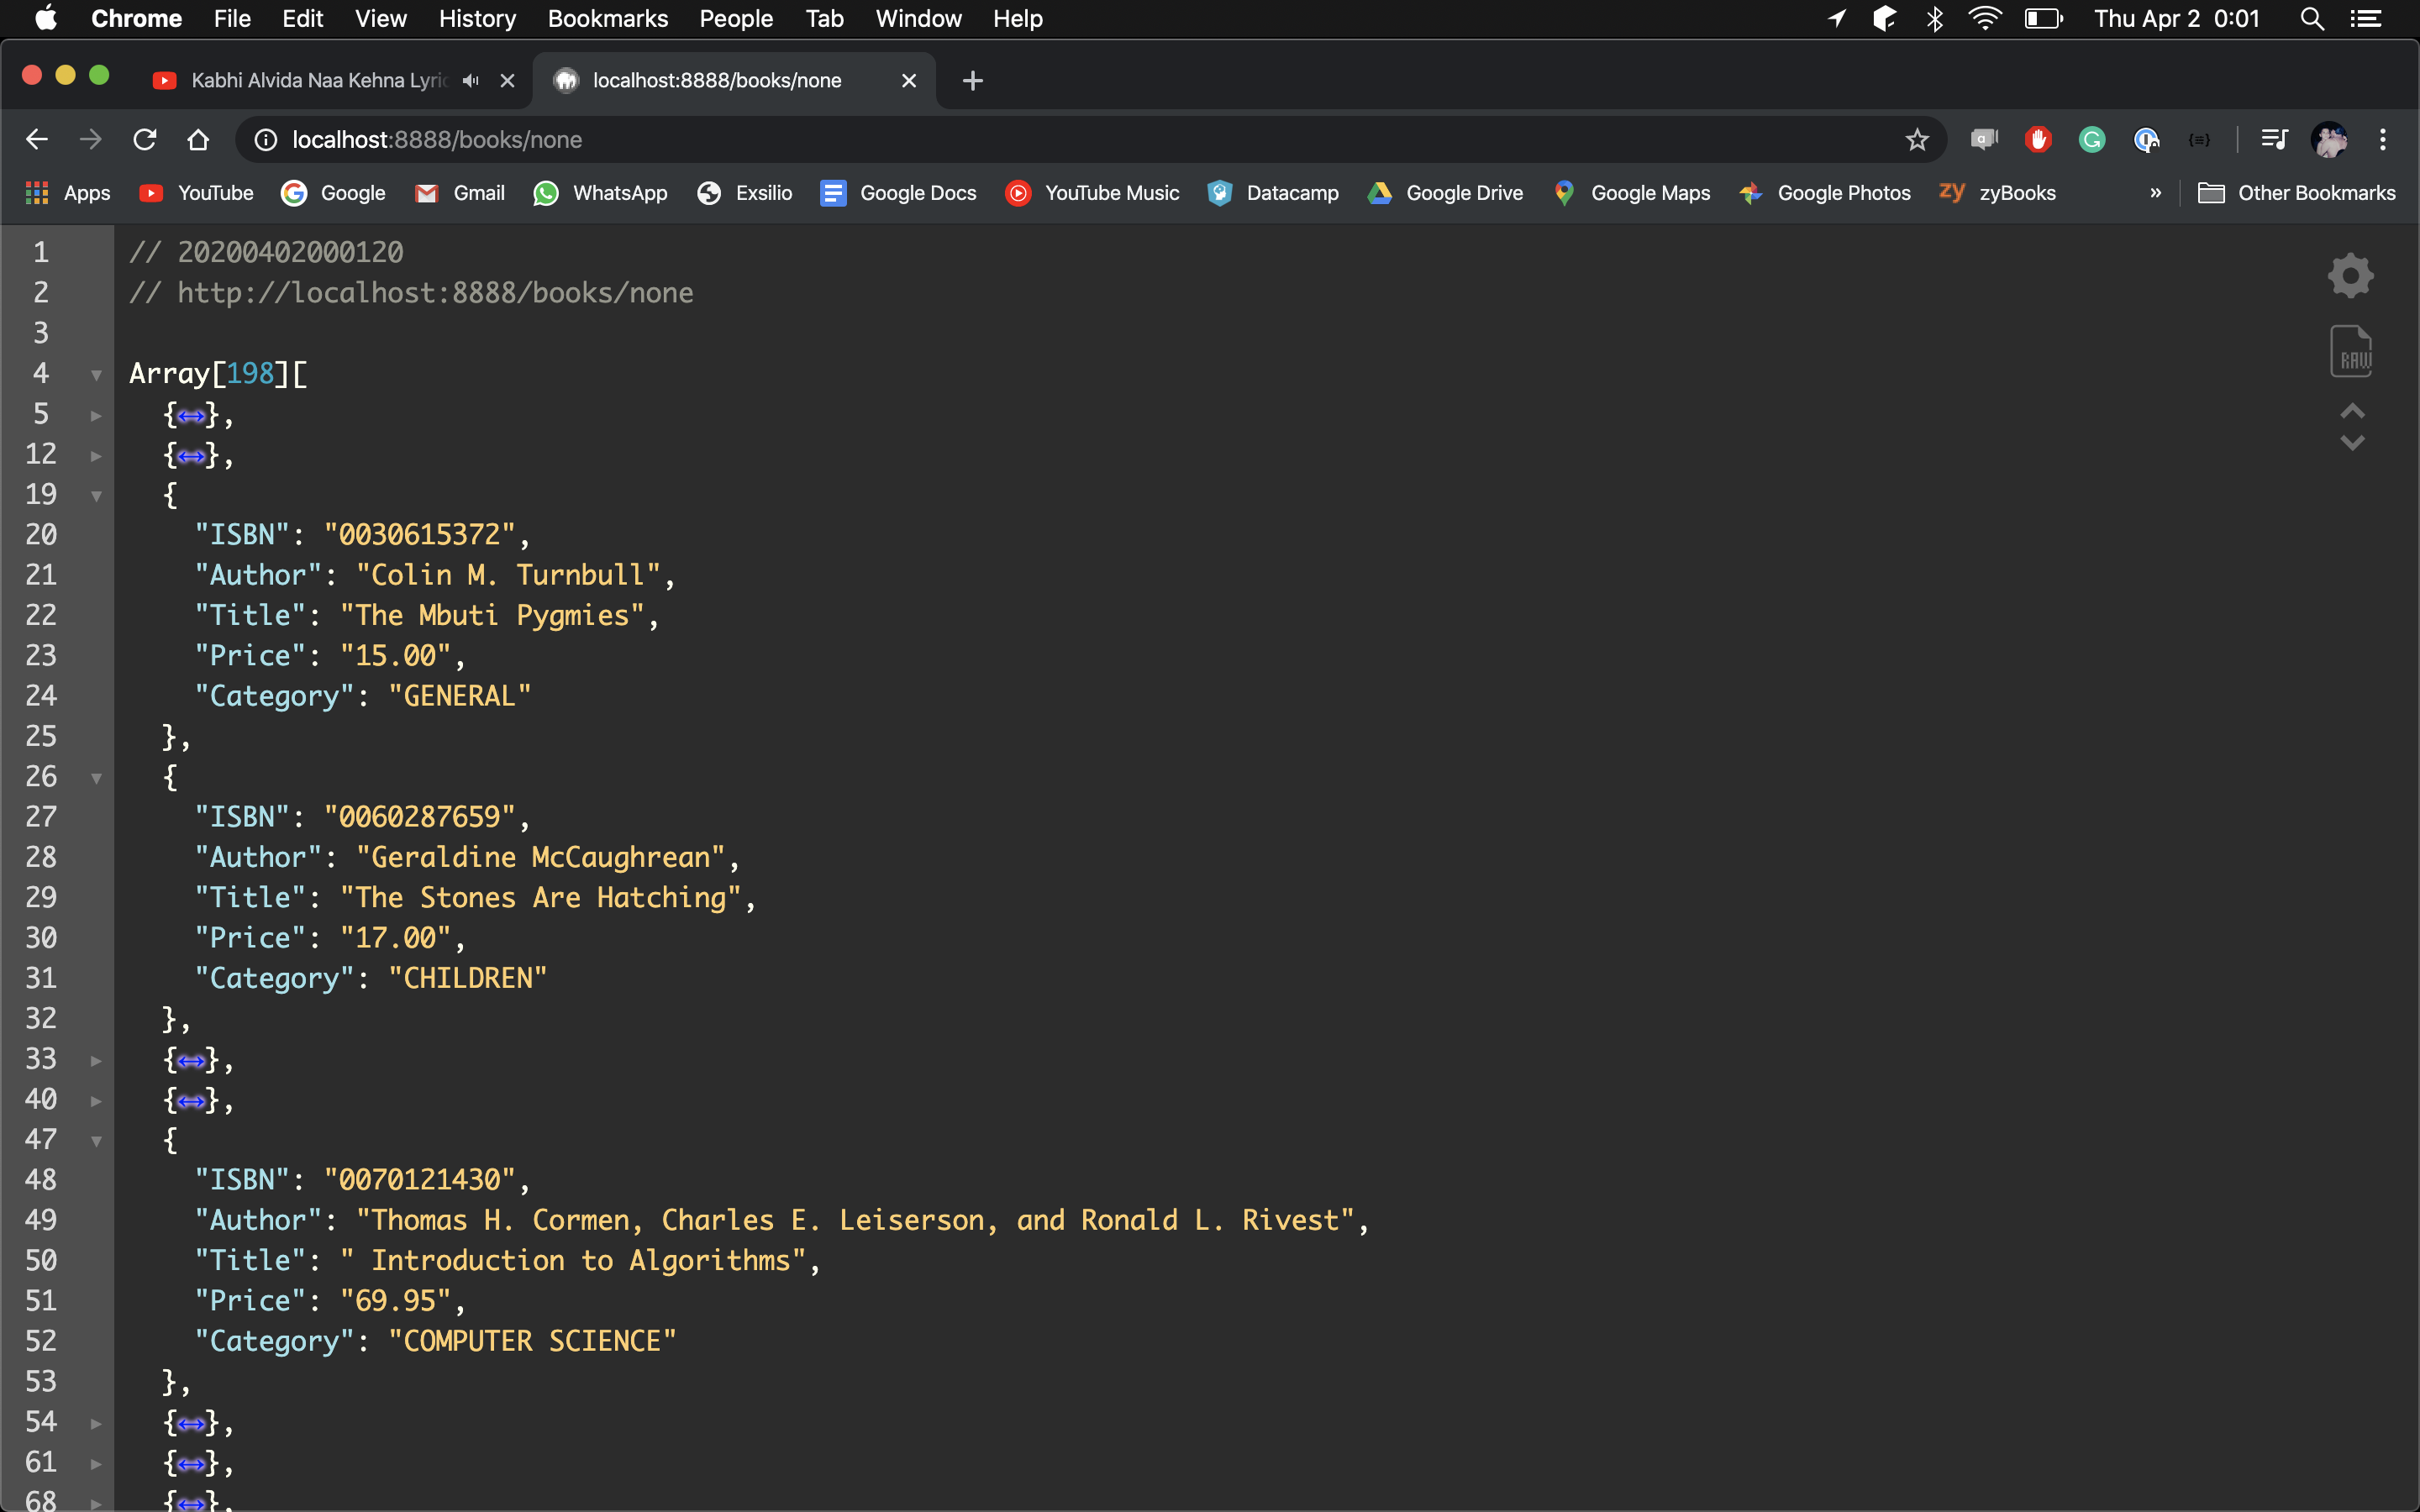 Chrome File Edit View History Bookmarks People Tab Window Help Thu Apr 2 0:01
Kabhi Alvida Naa Kehna Lyric localhost:8888/books/none
localhost:8888/books/none
Apps YouTube Google Gmail WhatsApp Exsilio Google Docs YouTube Music Datacamp Google Drive Google Maps Google Photos zyBooks » Other Bookmarks
1 // 20200402000120
2 // http://localhost:8888/books/none
3
4 Array[198][
5 {↔},
12 {↔},
19 {
20 "ISBN": "0030615372",
21 "Author": "Colin M. Turnbull",
22 "Title": "The Mbuti Pygmies",
23 "Price": "15.00",
24 "Category": "GENERAL"
25 },
26 {
27 "ISBN": "0060287659",
28 "Author": "Geraldine McCaughrean",
29 "Title": "The Stones Are Hatching",
30 "Price": "17.00",
31 "Category": "CHILDREN"
32 },
33 {↔},
40 {↔},
47 {
48 "ISBN": "0070121430",
49 "Author": "Thomas H. Cormen, Charles E. Leiserson, and Ronald L. Rivest",
50 "Title": " Introduction to Algorithms",
51 "Price": "69.95",
52 "Category": "COMPUTER SCIENCE"
53 },
54 {↔},
61 {↔},
68 {↔},
RAW